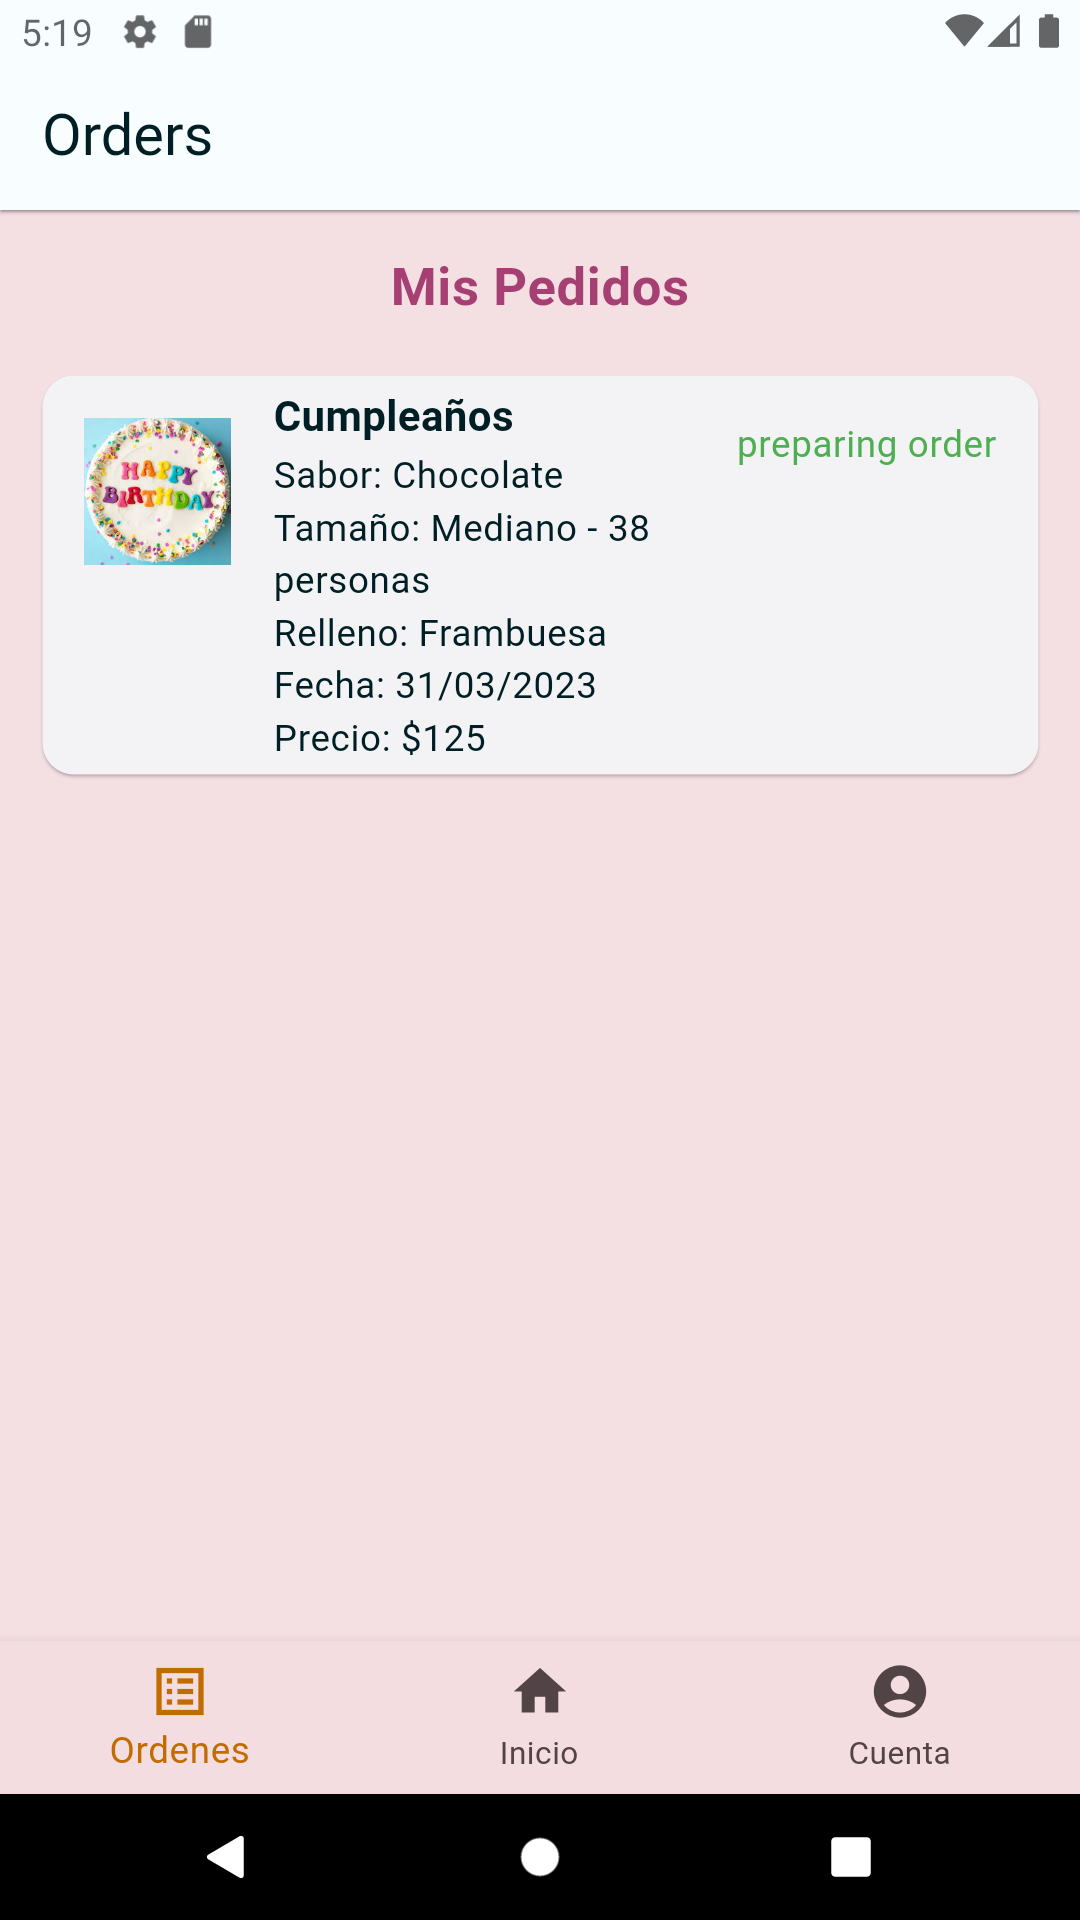 5:19
Orders
Mis Pedidos
HAPPY
BIRTHDAY
Cumpleaños
preparing order
Sabor: Chocolate
Tamaño: Mediano - 38
personas
Relleno: Frambuesa
Fecha: 31/03/2023
Precio: $125
Ordenes
Inicio
Cuenta